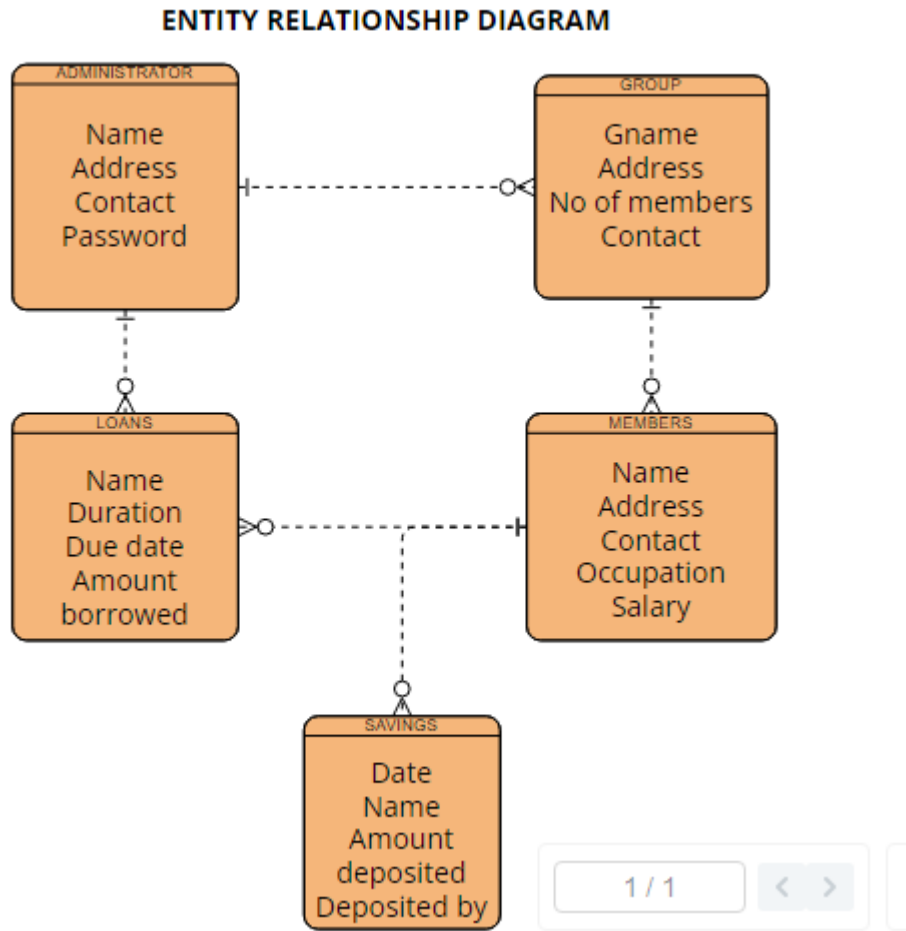 ENTITY RELATIONSHIP DIAGRAM
ADMINISTRATOR
Name
Address
Contact
Password
GROUP
Gname
Address
No of members
Contact
LOANS
Name
Duration
Due date
Amount
borrowed
MEMBERS
Name
Address
Contact
Occupation
Salary
SAVINGS
Date
Name
Amount
deposited
Deposited by
1 / 1